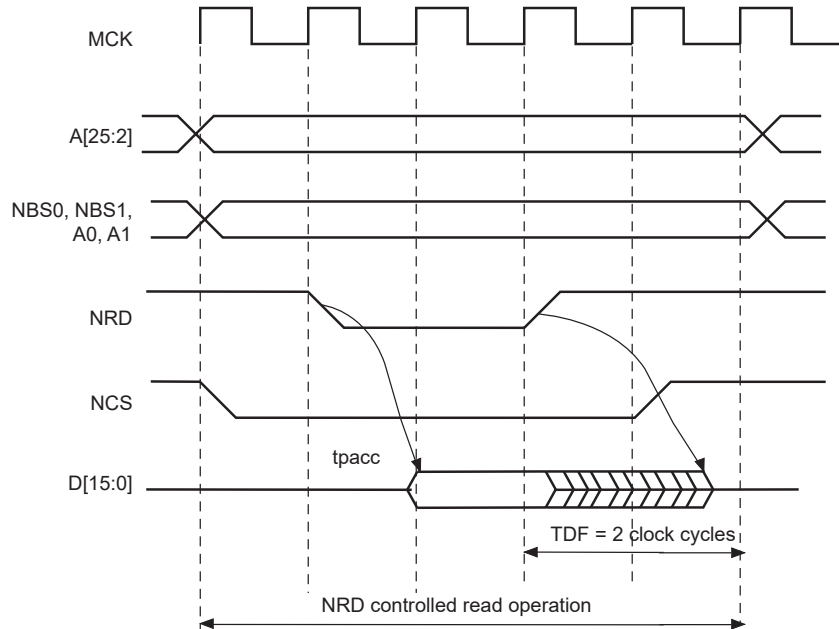 MCK
A[25:2]
NBS0, NBS1,
A0, A1
NRD
NCS
tpacc
D[15:0]
TDF = 2 clock cycles
NRD controlled read operation